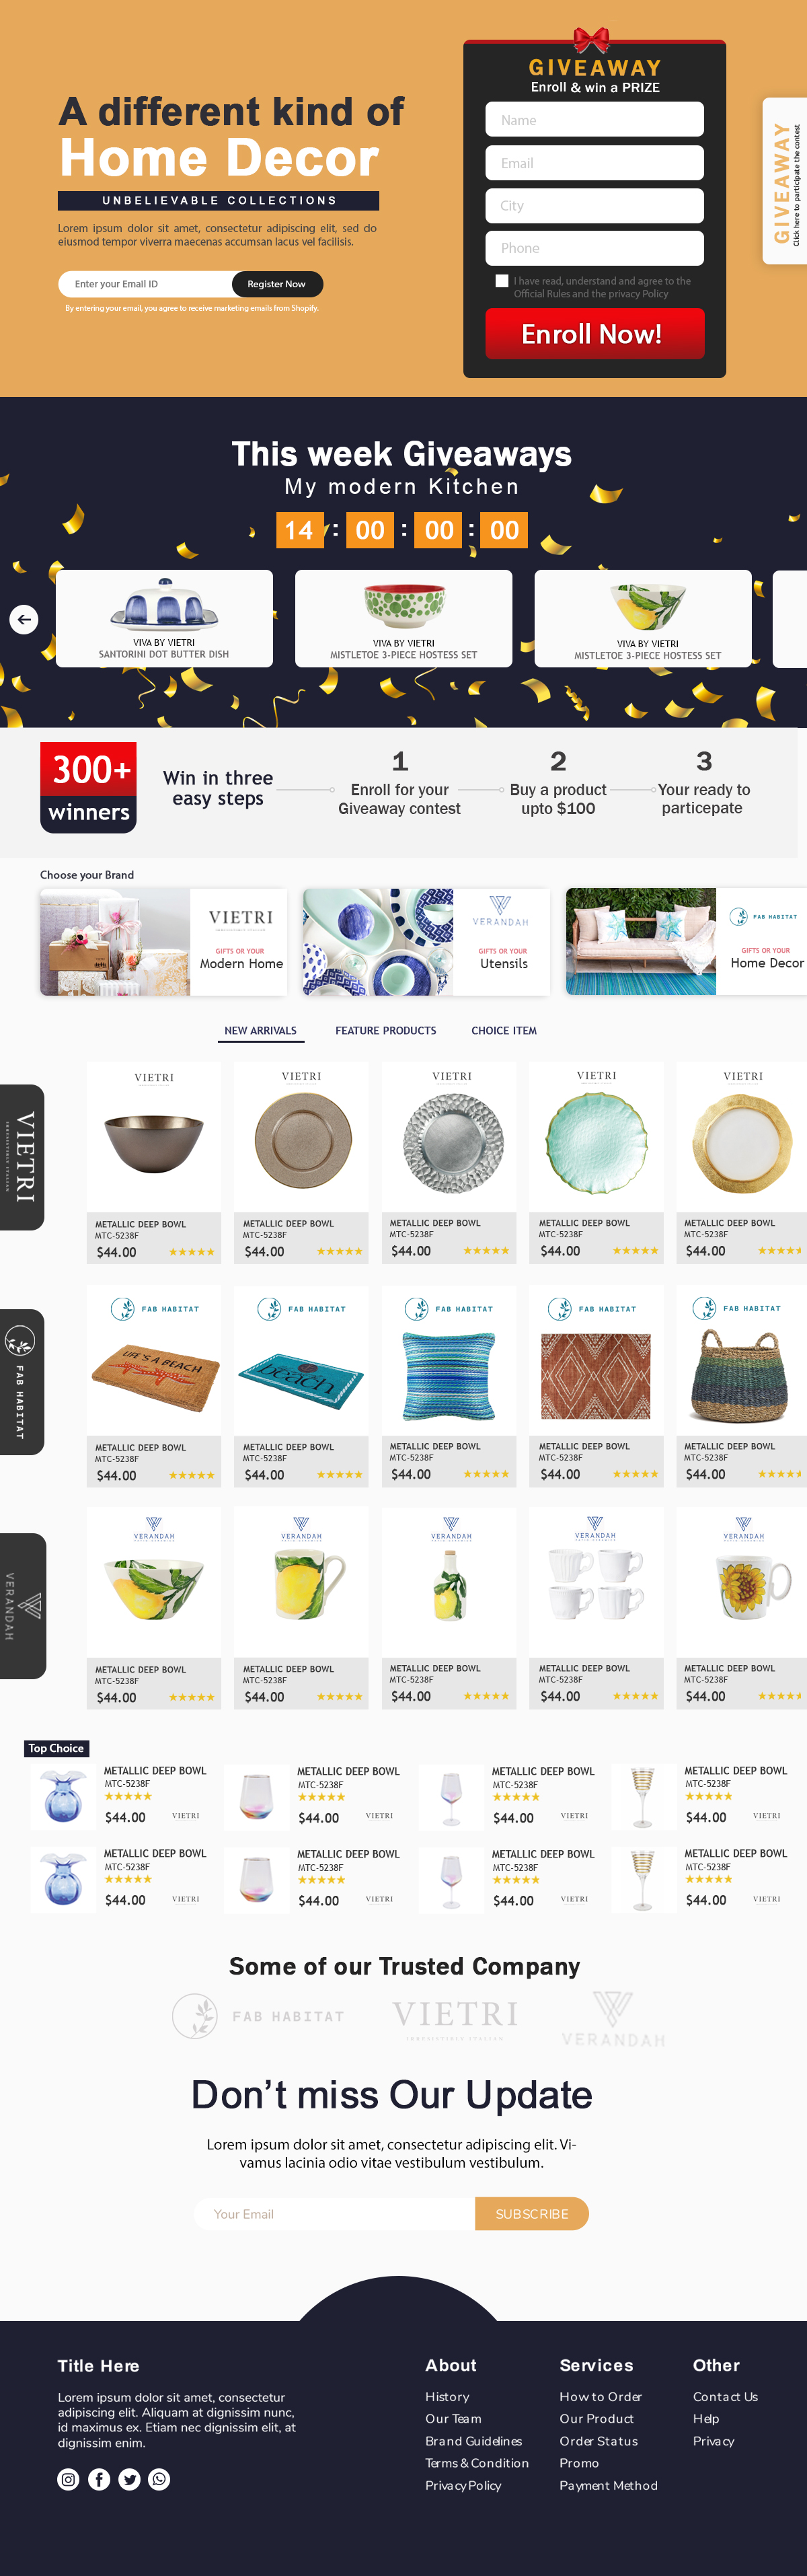 A different kind of
Home Decor
UNBELIEVABLE COLLECTIONS
Lorem ipsum dolor sit amet, consectetur adipiscing elit, sed do
eiusmod tempor viverra maecenas accumsan lacus vel facilisis.
Enter your Email ID
Register Now
By entering your email, you agree to receive marketing emails from Shopify.
GIVEAWAY
Enroll & win a PRIZE
Name
Email
City
Phone
I have read, understand and agree to the
Official Rules and the privacy Policy
Enroll Now!
GIVEAWAY
Click here to participate the contest
This week Giveaways
My modern Kitchen
14 : 00 : 00 : 00
VIVA BY VIETRI
SANTORINI DOT BUTTER DISH
VIVA BY VIETRI
MISTLETOE 3-PIECE HOSTESS SET
VIVA BY VIETRI
MISTLETOE 3-PIECE HOSTESS SET
300+
winners
Win in three
easy steps
1
Enroll for your
Giveaway contest
2
Buy a product
upto $100
3
Your ready to
particepate
Choose your Brand
VIETRI
IRRESISTIBLY ITALIAN
GIFTS OR YOUR
Modern Home
VERANDAH
GIFTS OR YOUR
Utensils
FAB HABITAT
GIFTS OR YOUR
Home Decor
NEW ARRIVALS
FEATURE PRODUCTS
CHOICE ITEM
VIETRI
IRRESISTIBLY ITALIAN
VIETRI
METALLIC DEEP BOWL
MTC-5238F
$44.00
VIETRI
METALLIC DEEP BOWL
MTC-5238F
$44.00
VIETRI
METALLIC DEEP BOWL
MTC-5238F
$44.00
VIETRI
METALLIC DEEP BOWL
MTC-5238F
$44.00
VIETRI
METALLIC DEEP BOWL
MTC-5238F
$44.00
FAB HABITAT
FAB HABITAT
LIFE'S A BEACH
METALLIC DEEP BOWL
MTC-5238F
$44.00
FAB HABITAT
beach
METALLIC DEEP BOWL
MTC-5238F
$44.00
FAB HABITAT
METALLIC DEEP BOWL
MTC-5238F
$44.00
FAB HABITAT
METALLIC DEEP BOWL
MTC-5238F
$44.00
FAB HABITAT
METALLIC DEEP BOWL
MTC-5238F
$44.00
VERANDAH
VERANDAH
METALLIC DEEP BOWL
MTC-5238F
$44.00
VERANDAH
METALLIC DEEP BOWL
MTC-5238F
$44.00
VERANDAH
METALLIC DEEP BOWL
MTC-5238F
$44.00
VERANDAH
METALLIC DEEP BOWL
MTC-5238F
$44.00
VERANDAH
METALLIC DEEP BOWL
MTC-5238F
$44.00
Top Choice
METALLIC DEEP BOWL
MTC-5238F
$44.00 VIETRI
METALLIC DEEP BOWL
MTC-5238F
$44.00 VIETRI
METALLIC DEEP BOWL
MTC-5238F
$44.00 VIETRI
METALLIC DEEP BOWL
MTC-5238F
$44.00 VIETRI
METALLIC DEEP BOWL
MTC-5238F
$44.00 VIETRI
METALLIC DEEP BOWL
MTC-5238F
$44.00 VIETRI
METALLIC DEEP BOWL
MTC-5238F
$44.00 VIETRI
METALLIC DEEP BOWL
MTC-5238F
$44.00 VIETRI
Some of our Trusted Company
FAB HABITAT
VIETRI
IRRESISTIBLY ITALIAN
VERANDAH
Don't miss Our Update
Lorem ipsum dolor sit amet, consectetur adipiscing elit. Vi-
vamus lacinia odio vitae vestibulum vestibulum.
Your Email
SUBSCRIBE
Title Here
Lorem ipsum dolor sit amet, consectetur
adipiscing elit. Aliquam at dignissim nunc,
id maximus ex. Etiam nec dignissim elit, at
dignissim enim.
About
History
Our Team
Brand Guidelines
Terms & Condition
Privacy Policy
Services
How to Order
Our Product
Order Status
Promo
Payment Method
Other
Contact Us
Help
Privacy